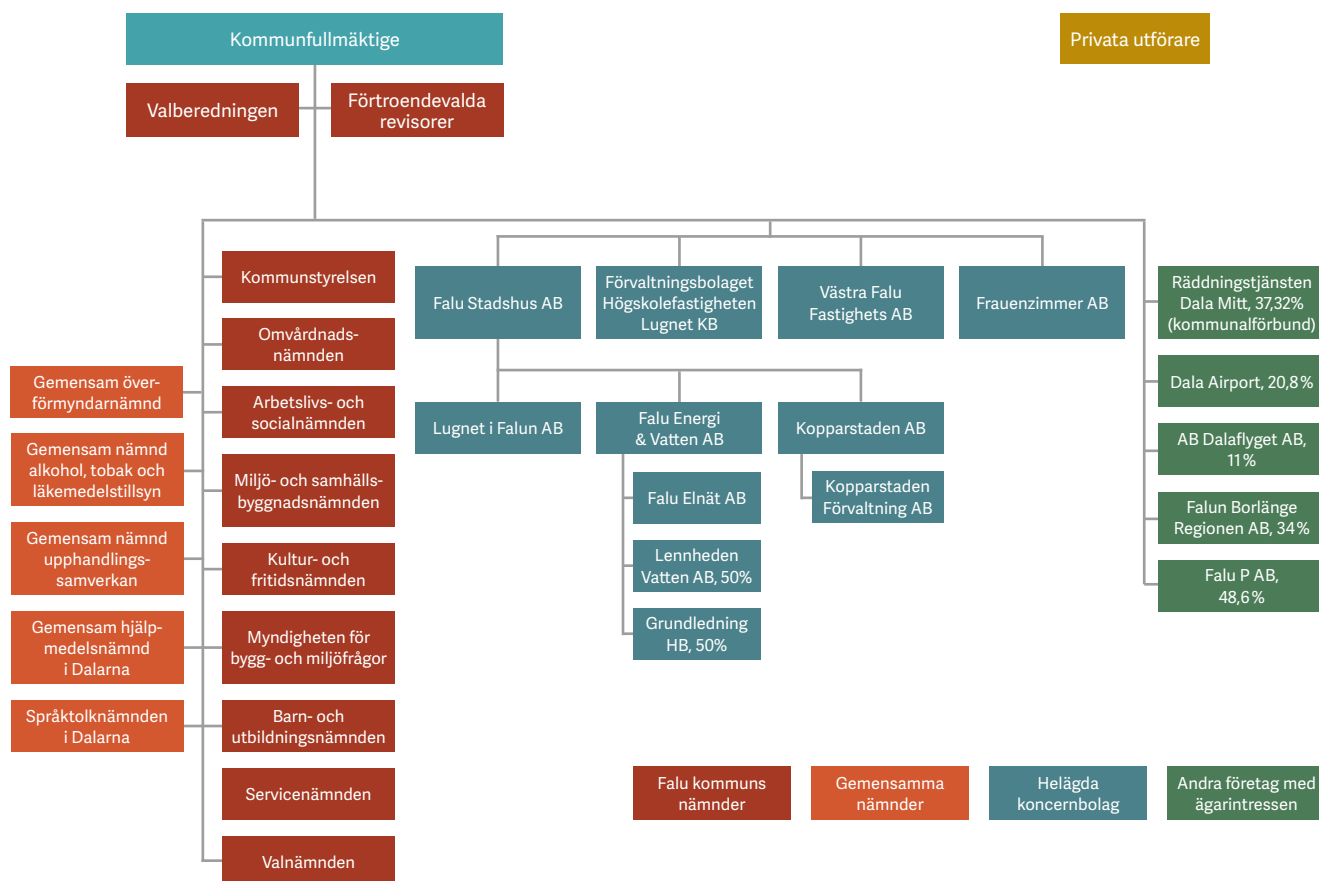 Kommunfullmäktige
Privata utförare
Valberedningen
Förtroendevalda
revisorer
Kommunstyrelsen
Omvårdnads-
nämnden
Arbetslivs- och
socialnämnden
Miljö- och samhälls-
byggnadsnämnden
Kultur- och
fritidsnämnden
Myndigheten för
bygg- och miljöfrågor
Barn- och
utbildningsnämnden
Servicenämnden
Valnämnden
Gemensam över-
förmyndarnämnd
Gemensam nämnd
alkohol, tobak och
läkemedelstillsyn
Gemensam nämnd
upphandlings-
samverkan
Gemensam hjälp-
medelsnämnd
i Dalarna
Språktolknämnden
i Dalarna
Falu Stadshus AB
Förvaltningsbolaget
Högskolefastigheten
Lugnet KB
Västra Falu
Fastighets AB
Frauenzimmer AB
Lugnet i Falun AB
Falu Energi
& Vatten AB
Kopparstaden AB
Falu Elnät AB
Lennheden
Vatten AB, 50%
Grundledning
HB, 50%
Kopparstaden
Förvaltning AB
Räddningstjänsten
Dala Mitt, 37,32%
(kommunalförbund)
Dala Airport, 20,8%
AB Dalaflyget AB,
11%
Falun Borlänge
Regionen AB, 34%
Falu P AB,
48,6%
Falu kommuns
nämnder
Gemensamma
nämnder
Helägda
koncernbolag
Andra företag med
ägarintressen